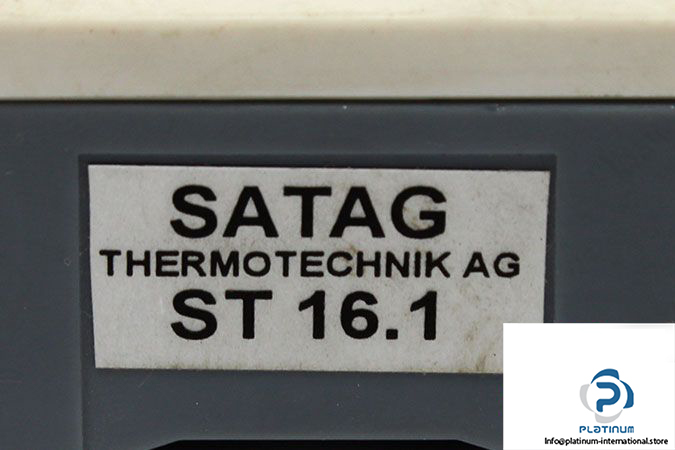 SATAG
THERMOTECHNIK AG
ST 16.1
PLATINUM
Info@platinum-international.store